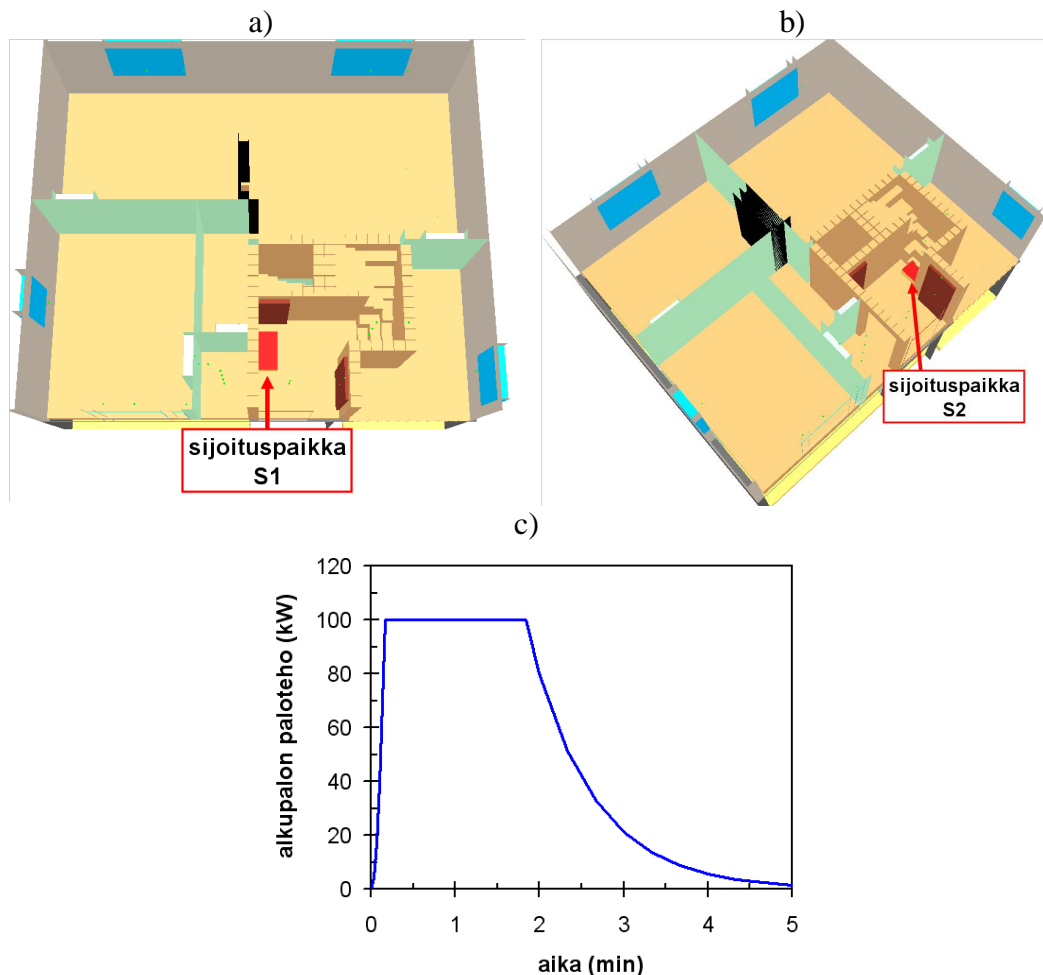 a)
b)
sijoituspaikka
S1
sijoituspaikka
S2
c)
120
100
80
60
40
20
0
alkupalon paloteho (kW)
0 1 2 3 4 5
aika (min)